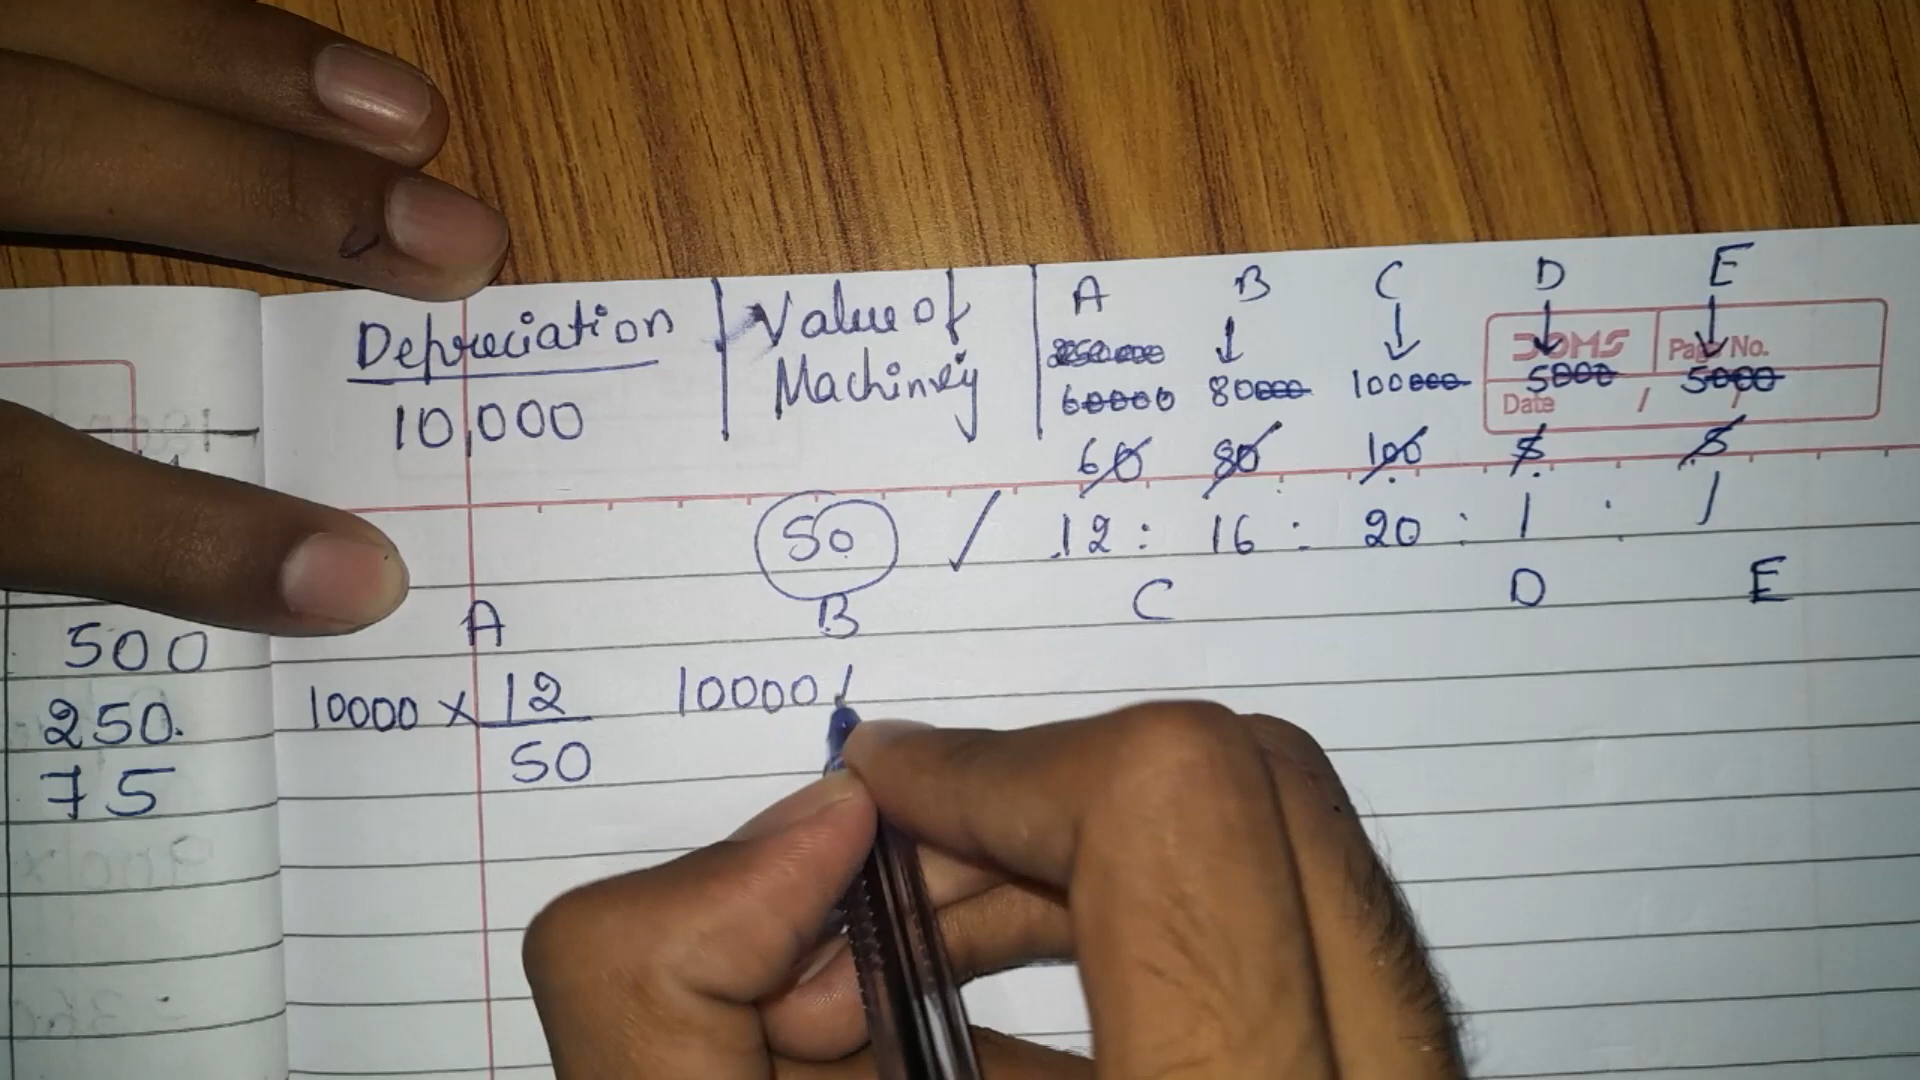 A B C D E
Depreciation Value of
Machinery
60000 80000 100000 5000 5000
DOMS Page No.
Date / /
10,000
60 80 100 5 5
50 12 : 16 : 20 : 1 : 1
A B C D E
500
10000 × 12 10000
50
250
75